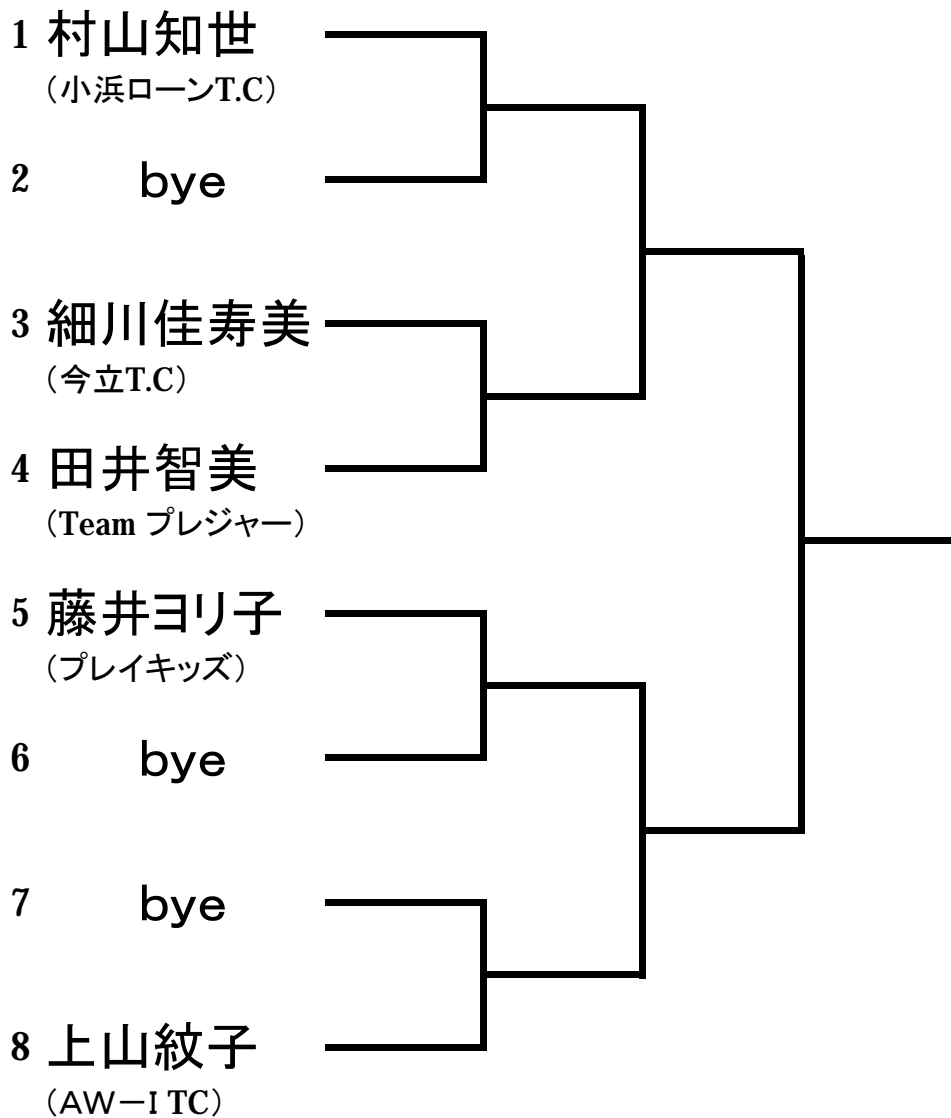 1 村山知世
（小浜ローンT.C）
2 bye
3 細川佳寿美
（今立T.C）
4 田井智美
（Team プレジャー）
5 藤井ヨリ子
（プレイキッズ）
6 bye
7 bye
8 上山紋子
（AW－I TC）